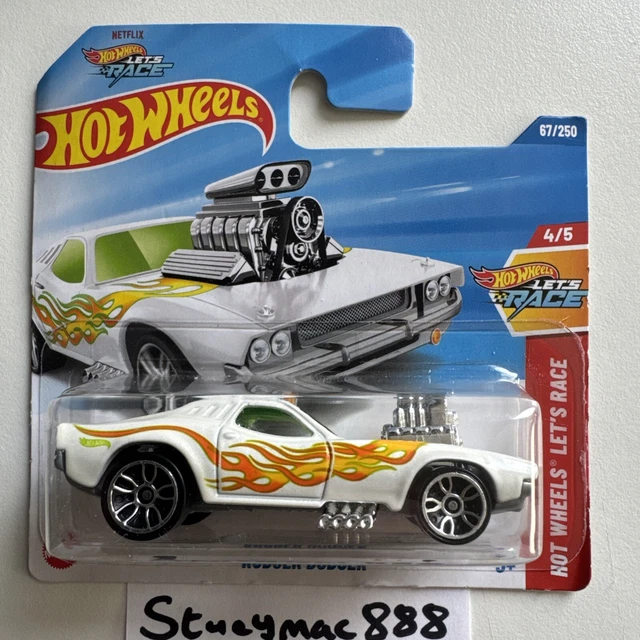 NETFLIX
HOT WHEELS
LET'S
RACE
HOT WHEELS
67/250
4/5
HOT WHEELS
LET'S
RACE
HOT WHEELS® LET'S RACE
RODGER DODGER
3+
Stueymac888